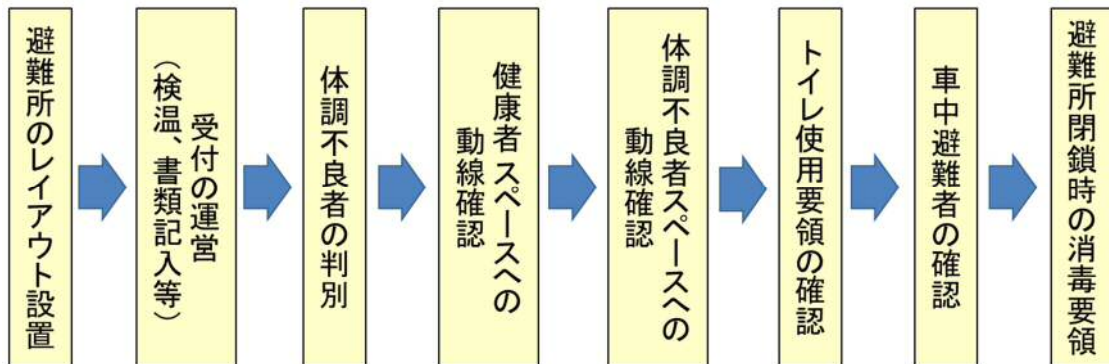 避難所のレイアウト設置
受付の運営
（検温、書類記入等）
体調不良者の判別
健康者スペースへの
動線確認
体調不良者スペースへの
動線確認
トイレ使用要領の確認
車中避難者の確認
避難所閉鎖時の消毒要領